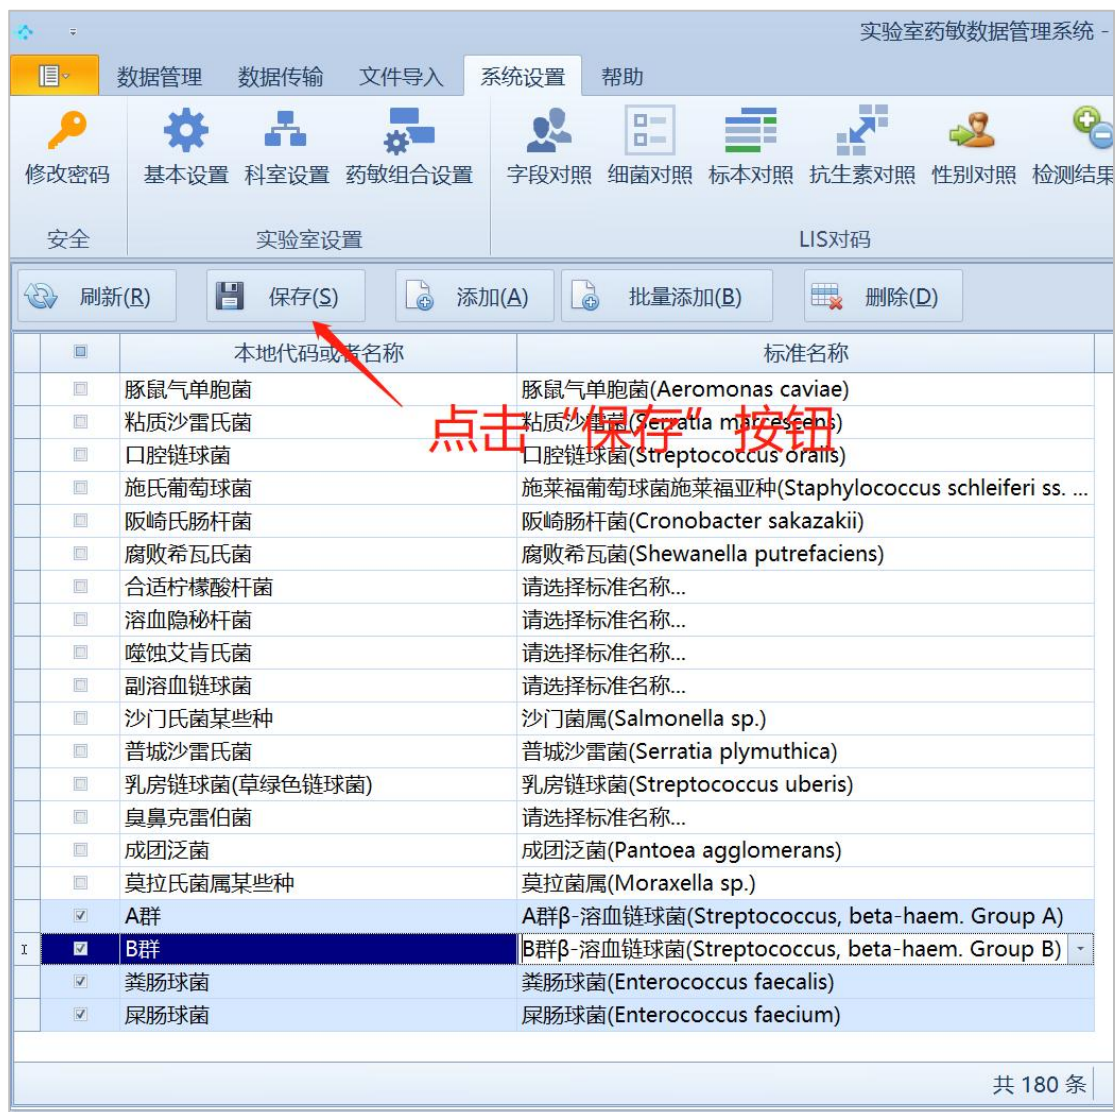 实验室药敏数据管理系统 -
数据管理 数据传输 文件导入 系统设置 帮助
修改密码 基本设置 科室设置 药敏组合设置 字段对照 细菌对照 标本对照 抗生素对照 性别对照 检测结果
安全 实验室设置 LIS对码
刷新(R) 保存(S) 添加(A) 批量添加(B) 删除(D)
本地代码或者名称 标准名称
豚鼠气单胞菌 豚鼠气单胞菌(Aeromonas caviae)
点击“保存”按钮
粘质沙雷氏菌 粘质沙雷菌(Serratia marcescens)
口腔链球菌 口腔链球菌(Streptococcus oralis)
施氏葡萄球菌 施莱福葡萄球菌施莱福亚种(Staphylococcus schleiferi ss. ...
阪崎氏肠杆菌 阪崎肠杆菌(Cronobacter sakazakii)
腐败希瓦氏菌 腐败希瓦菌(Shewanella putrefaciens)
合适柠檬酸杆菌 请选择标准名称...
溶血隐秘杆菌 请选择标准名称...
噬蚀艾肯氏菌 请选择标准名称...
副溶血链球菌 请选择标准名称...
沙门氏菌某些种 沙门菌属(Salmonella sp.)
普城沙雷氏菌 普城沙雷菌(Serratia plymuthica)
乳房链球菌(草绿色链球菌) 乳房链球菌(Streptococcus uberis)
臭鼻克雷伯菌 请选择标准名称...
成团泛菌 成团泛菌(Pantoea agglomerans)
莫拉氏菌属某些种 莫拉菌属(Moraxella sp.)
A群 A群β-溶血链球菌(Streptococcus, beta-haem. Group A)
B群 B群β-溶血链球菌(Streptococcus, beta-haem. Group B)
粪肠球菌 粪肠球菌(Enterococcus faecalis)
屎肠球菌 屎肠球菌(Enterococcus faecium)
共 180 条